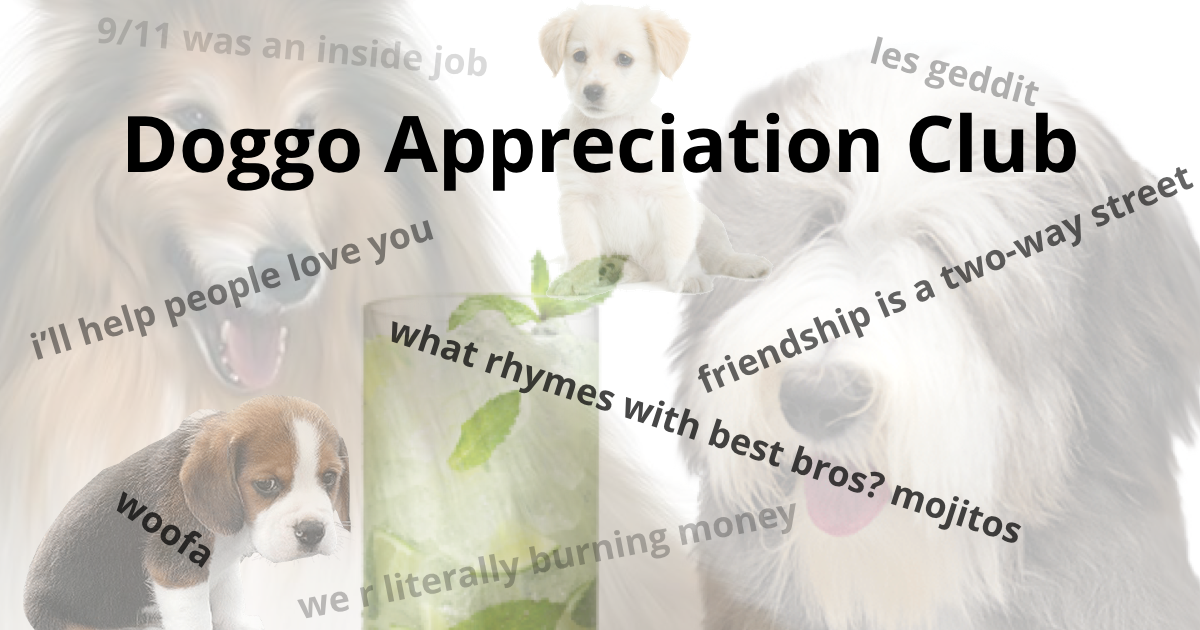 9/11 was an inside job
les geddit
Doggo Appreciation Club
friendship is a two-way street
i'll help people love you
what rhymes with best bros? mojitos
woofa
we r literally burning money